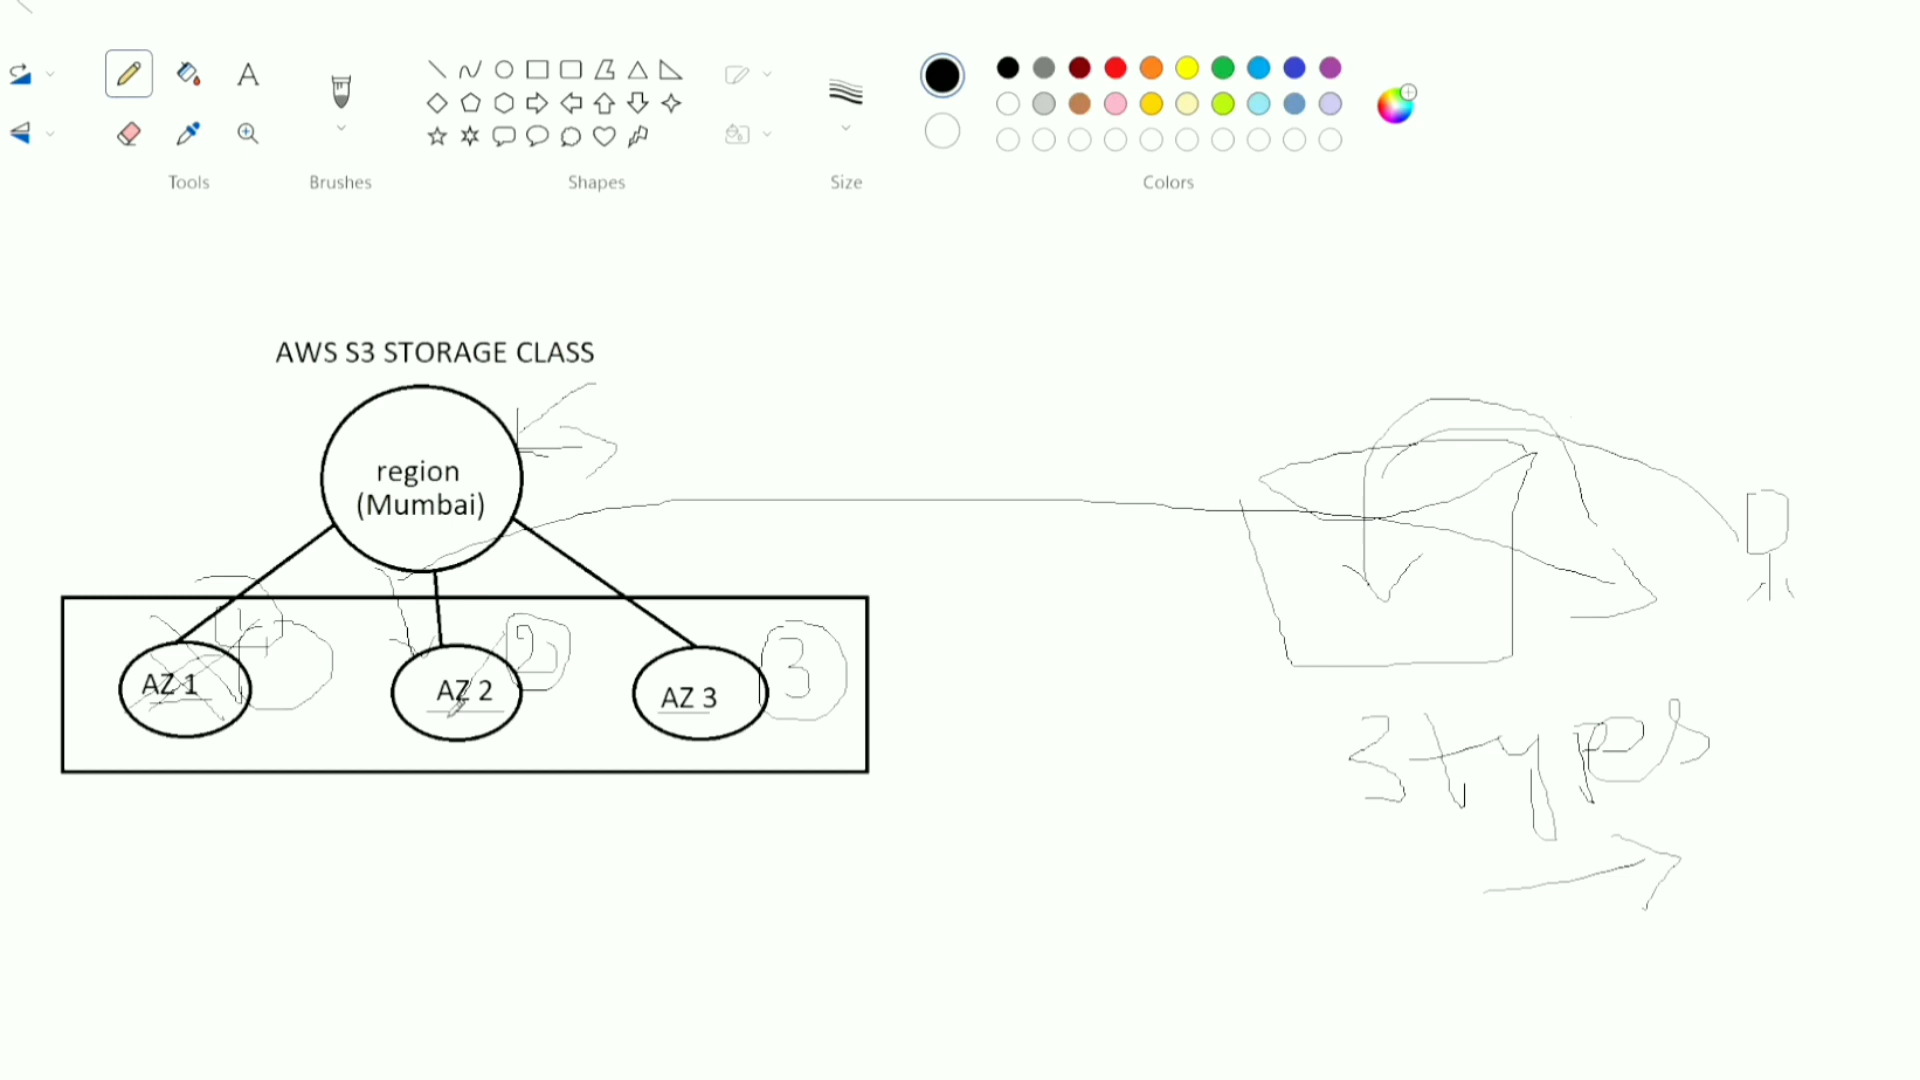 Tools
Brushes
Shapes
Size
Colors
AWS S3 STORAGE CLASS
region
(Mumbai)
AZ 1
AZ 2
2
AZ 3
3
3 types